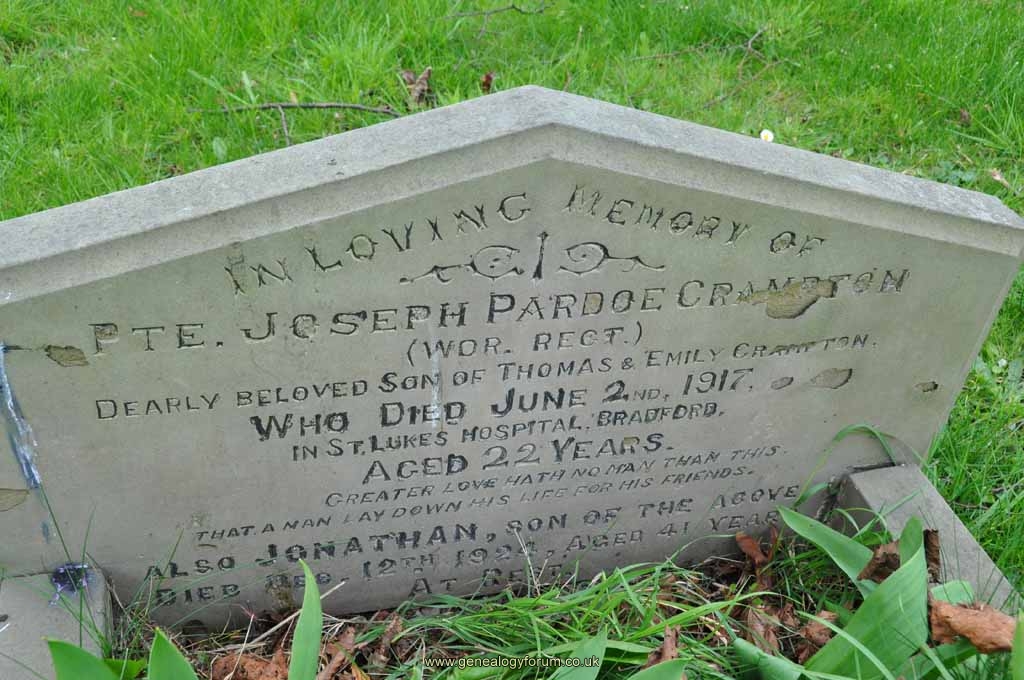 IN LOVING MEMORY OF
PTE. JOSEPH PARDOE CRAMPTON
(WOR. REGT.)
DEARLY BELOVED SON OF THOMAS & EMILY CRAMPTON.
WHO DIED JUNE 2ND, 1917.
IN ST. LUKES HOSPITAL, BRADFORD.
AGED 22 YEARS.
GREATER LOVE HATH NO MAN THAN THIS.
THAT A MAN LAY DOWN HIS LIFE FOR HIS FRIENDS.
ALSO JONATHAN, SON OF THE ABOVE
DIED 12TH AGED 41 YEARS
AT REST
www.genealogyforum.co.uk